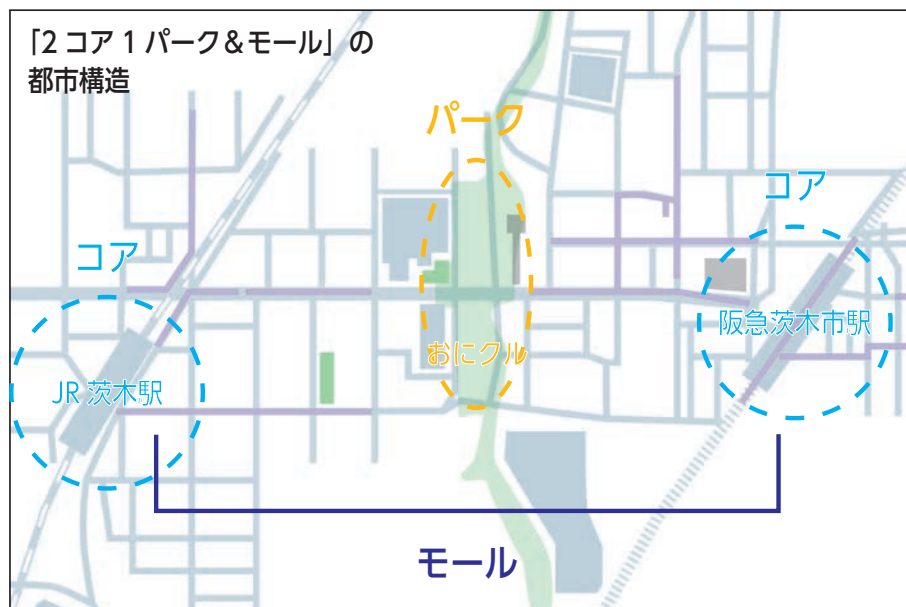 「2コア1パーク＆モール」の
都市構造
パーク
コア
コア
阪急茨木市駅
おにクル
JR 茨木駅
モール